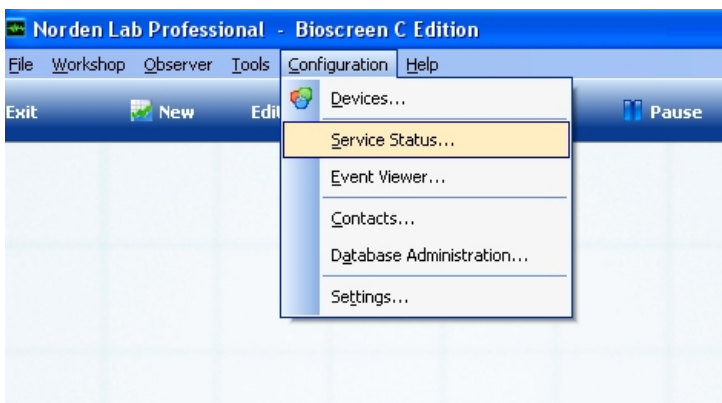 Norden Lab Professional - Bioscreen C Edition
File Workshop Observer Tools Configuration Help
Exit New Edit Pause
Devices...
Service Status...
Event Viewer...
Contacts...
Database Administration...
Settings...